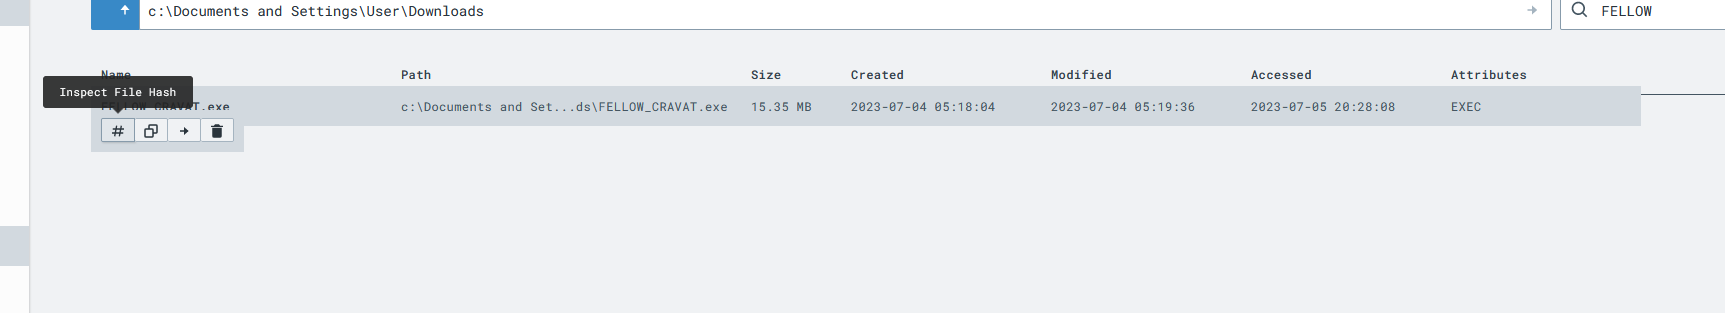 c:\Documents and Settings\User\Downloads
FELLOW
Name Path Size Created Modified Accessed Attributes
Inspect File Hash
FELLOW_CRAVAT.exe c:\Documents and Set...ds\FELLOW_CRAVAT.exe 15.35 MB 2023-07-04 05:18:04 2023-07-04 05:19:36 2023-07-05 20:28:08 EXEC